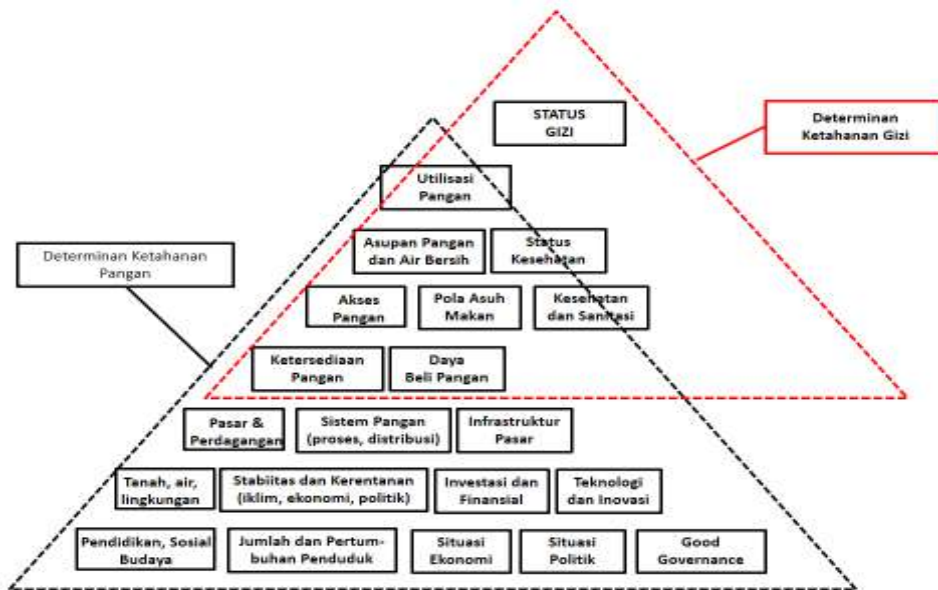 STATUS
GIZI
Determinan
Ketahanan Gizi
Utilisasi
Pangan
Determinan Ketahanan
Pangan
Asupan Pangan
dan Air Bersih
Status
Kesehatan
Akses
Pangan
Pola Asuh
Makan
Kesehatan
dan Sanitasi
Ketersediaan
Pangan
Daya
Beli Pangan
Pasar &
Perdagangan
Sistem Pangan
(proses, distribusi)
Infrastruktur
Pasar
Tanah, air,
lingkungan
Stabiitas dan Kerentanan
(iklim, ekonomi, politik)
Investasi dan
Finansial
Teknologi
dan Inovasi
Pendidikan, Sosial
Budaya
Jumlah dan Pertum-
buhan Penduduk
Situasi
Ekonomi
Situasi
Politik
Good
Governance